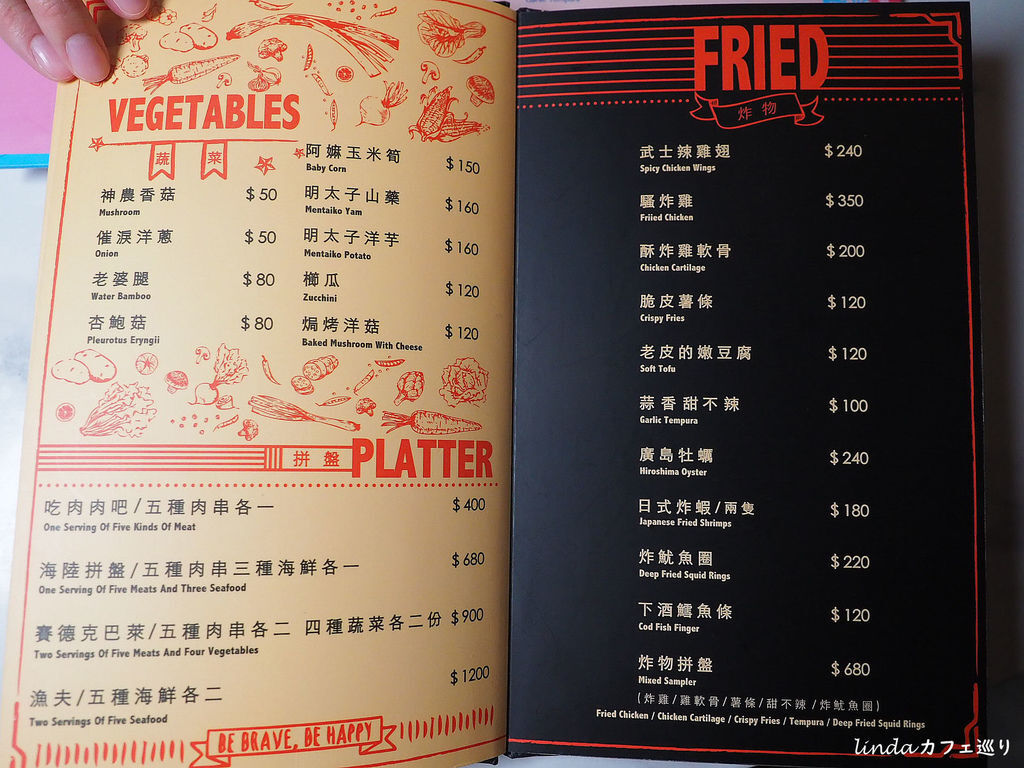 VEGETABLES
蔬 菜
神農香菇 $50
Mushroom
催淚洋蔥 $50
Onion
老婆腿 $80
Water Bamboo
杏鮑菇 $80
Pleurotus Eryngii
阿嬤玉米筍 $150
Baby Corn
明太子山藥 $160
Mentaiko Yam
明太子洋芋 $160
Mentaiko Potato
櫛瓜 $120
Zucchini
焗烤洋菇 $120
Baked Mushroom With Cheese
拼盤 PLATTER
吃肉肉吧/五種肉串各一 $400
One Serving Of Five Kinds Of Meat
海陸拼盤/五種肉串三種海鮮各一 $680
One Serving Of Five Meats And Three Seafood
賽德克巴萊/五種肉串各二 四種蔬菜各二份 $900
Two Servings Of Five Meats And Four Vegetables
漁夫/五種海鮮各二 $1200
Two Servings Of Five Seafood
BE BRAVE, BE HAPPY
FRIED
炸物
武士辣雞翅 $240
Spicy Chicken Wings
騷炸雞 $350
Friied Chicken
酥炸雞軟骨 $200
Chicken Cartilage
脆皮薯條 $120
Crispy Fries
老皮的嫩豆腐 $120
Soft Tofu
蒜香甜不辣 $100
Garlic Tempura
廣島牡蠣 $240
Hiroshima Oyster
日式炸蝦/兩隻 $180
Japanese Fried Shrimps
炸魷魚圈 $220
Deep Fried Squid Rings
下酒鱈魚條 $120
Cod Fish Finger
炸物拼盤 $680
Mixed Sampler
(炸雞/雞軟骨/薯條/甜不辣/炸魷魚圈)
Fried Chicken / Chicken Cartilage / Crispy Fries / Tempura / Deep Fried Squid Rings
lindaカフェ巡り